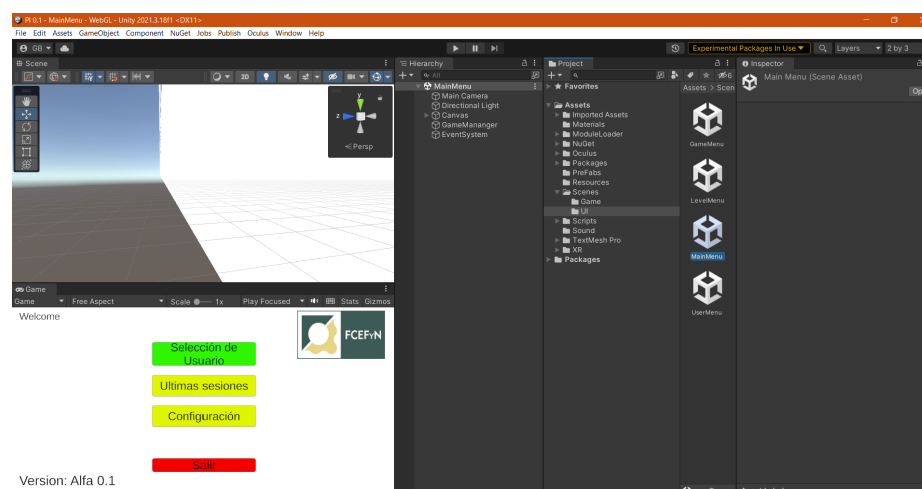 PI 0.1 - MainMenu - WebGL - Unity 2021.3.18f1 <DX11>
File Edit Assets GameObject Component NuGet Jobs Publish Oculus Window Help
GB
Experimental Packages In Use
Layers
2 by 3
Scene
2D
y
z
Persp
Hierarchy
All
MainMenu
Main Camera
Directional Light
Canvas
GameMananger
EventSystem
Project
6
Favorites
Assets
Imported Assets
Materials
ModuleLoader
NuGet
Oculus
Packages
PreFabs
Resources
Scenes
Game
UI
Scripts
Sound
TextMesh Pro
XR
Packages
Assets > Scen
GameMenu
LevelMenu
MainMenu
UserMenu
Inspector
Main Menu (Scene Asset)
Op
Game
Game Free Aspect Scale 1x Play Focused Stats Gizmos
Welcome
FCEFyN
Selección de
Usuario
Ultimas sesiones
Configuración
Salir
Version: Alfa 0.1